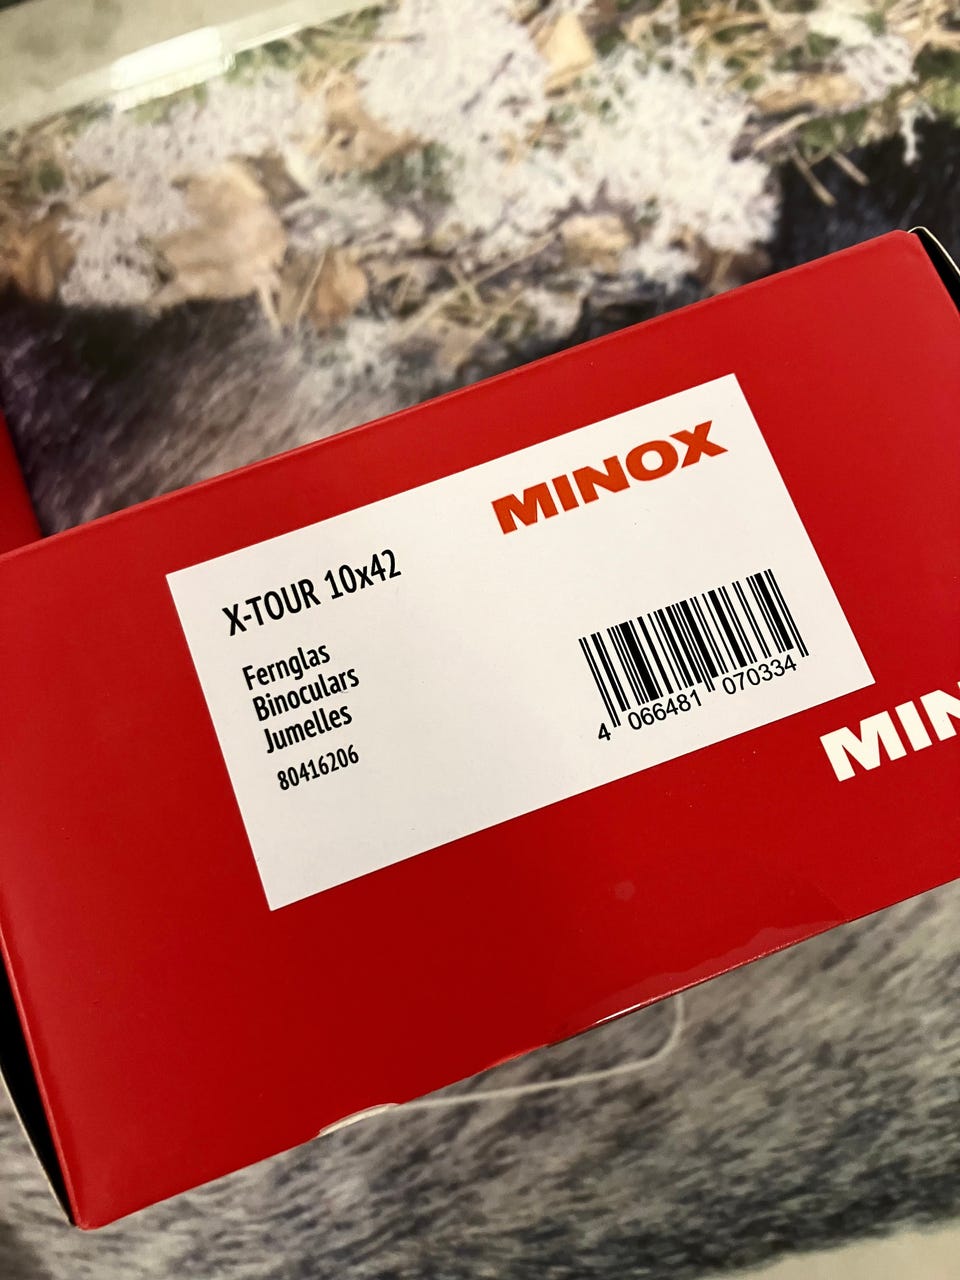 MINOX
X-TOUR 10x42
Fernglas
Binoculars
Jumelles
80416206
4 066481 070334
MIN